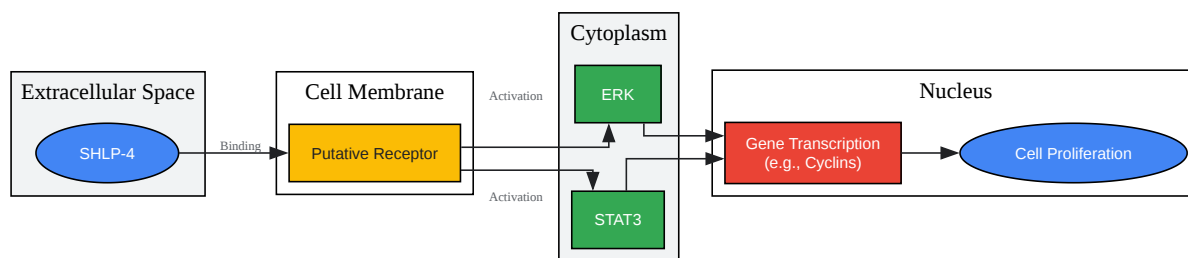 Extracellular Space
SHLP-4
Binding
Cell Membrane
Putative Receptor
Activation
Activation
Cytoplasm
ERK
STAT3
Nucleus
Gene Transcription
(e.g., Cyclins)
Cell Proliferation